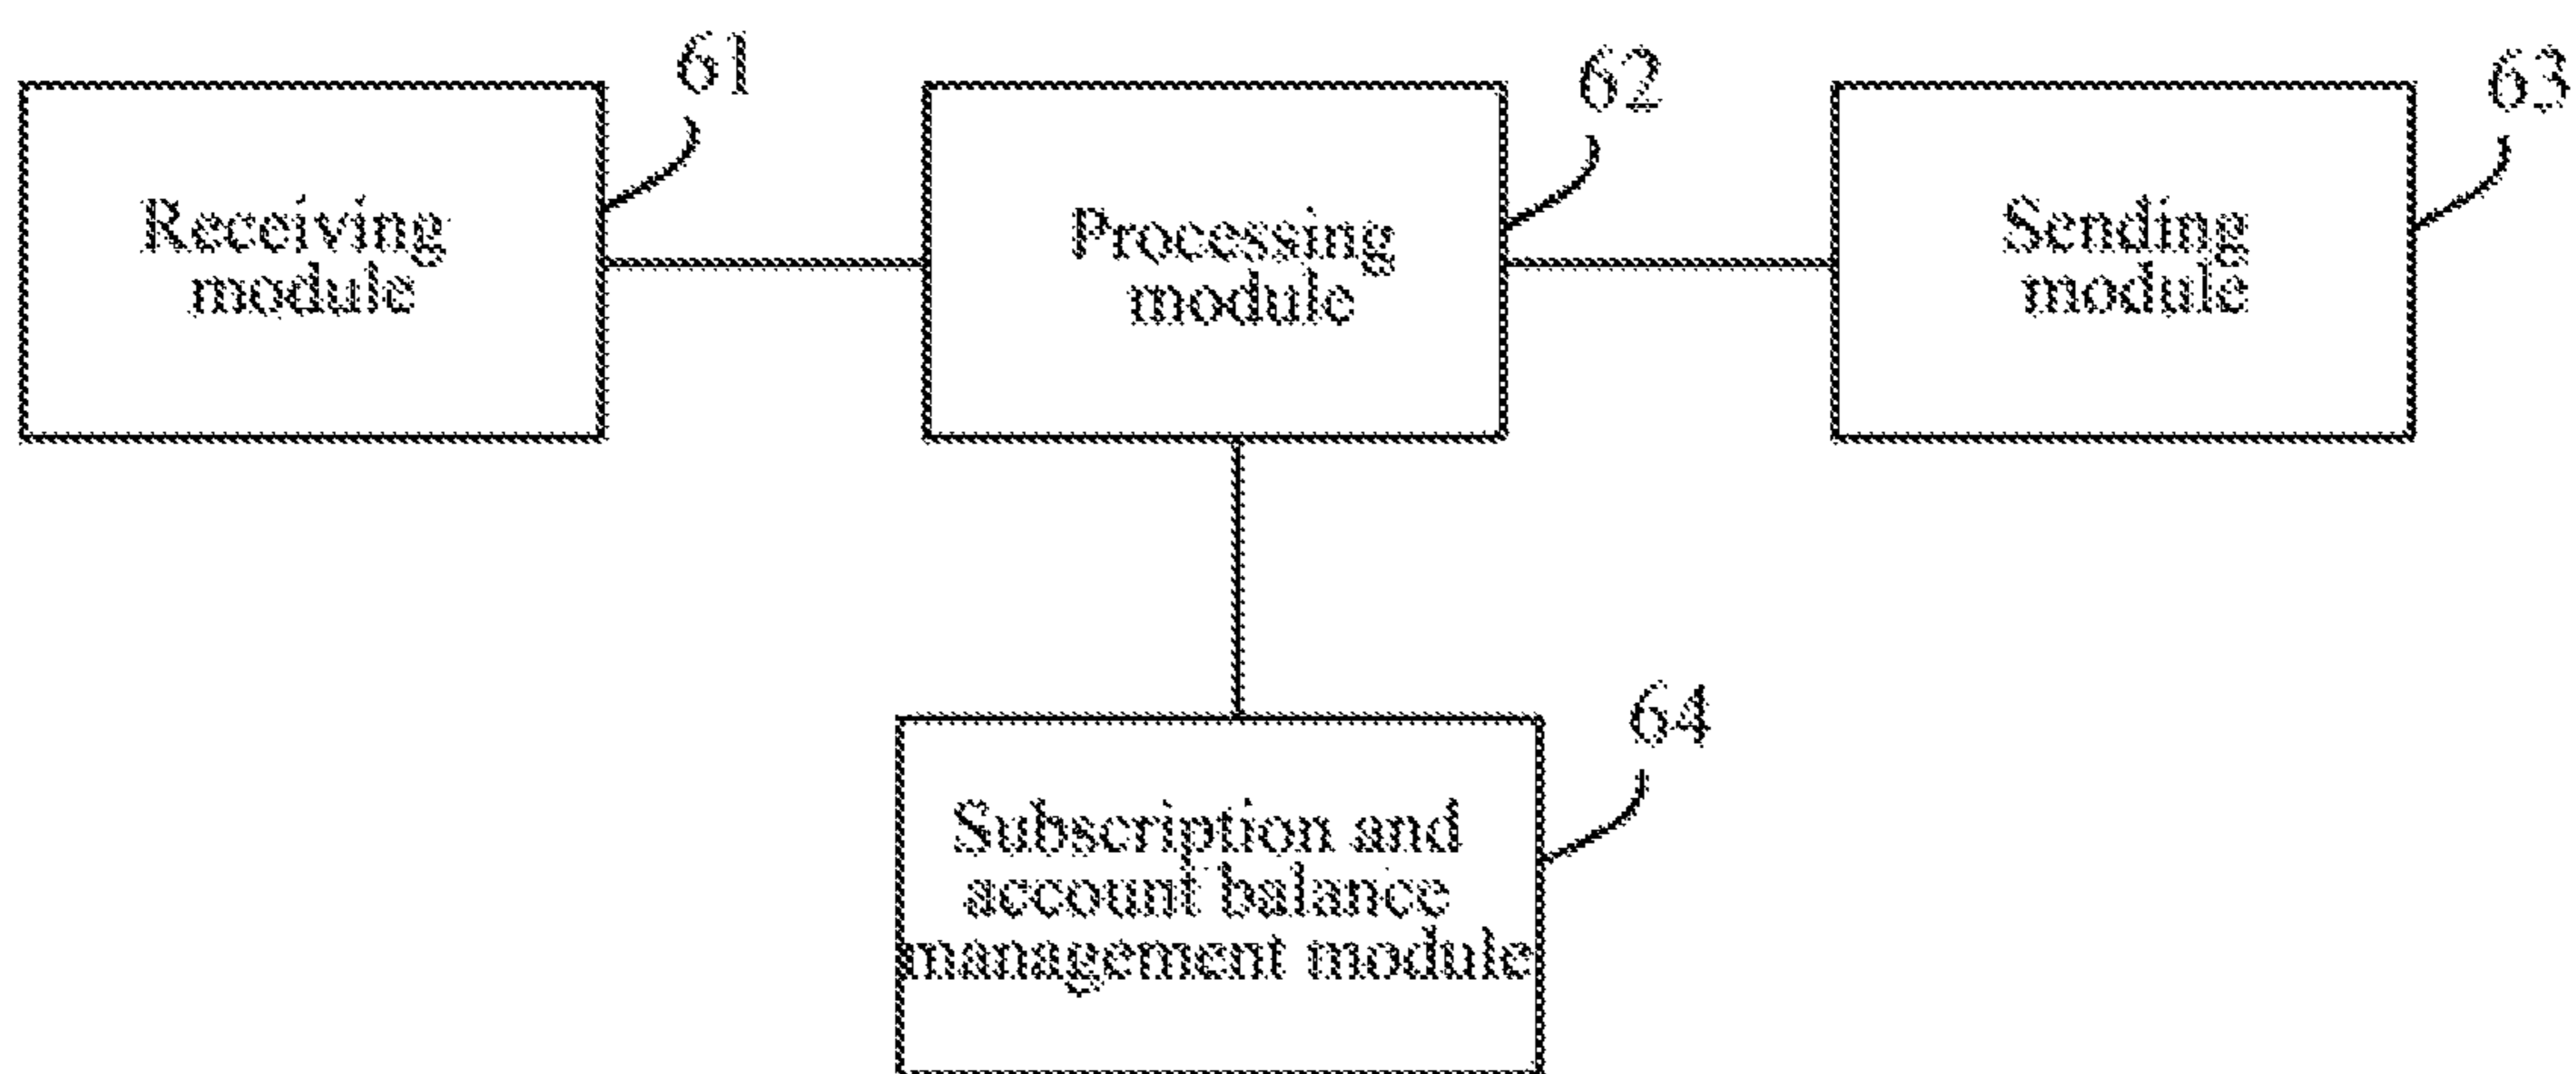 61
62
63
Receiving
module
Processing
module
Sending
module
64
Subscription and
account balance
management module